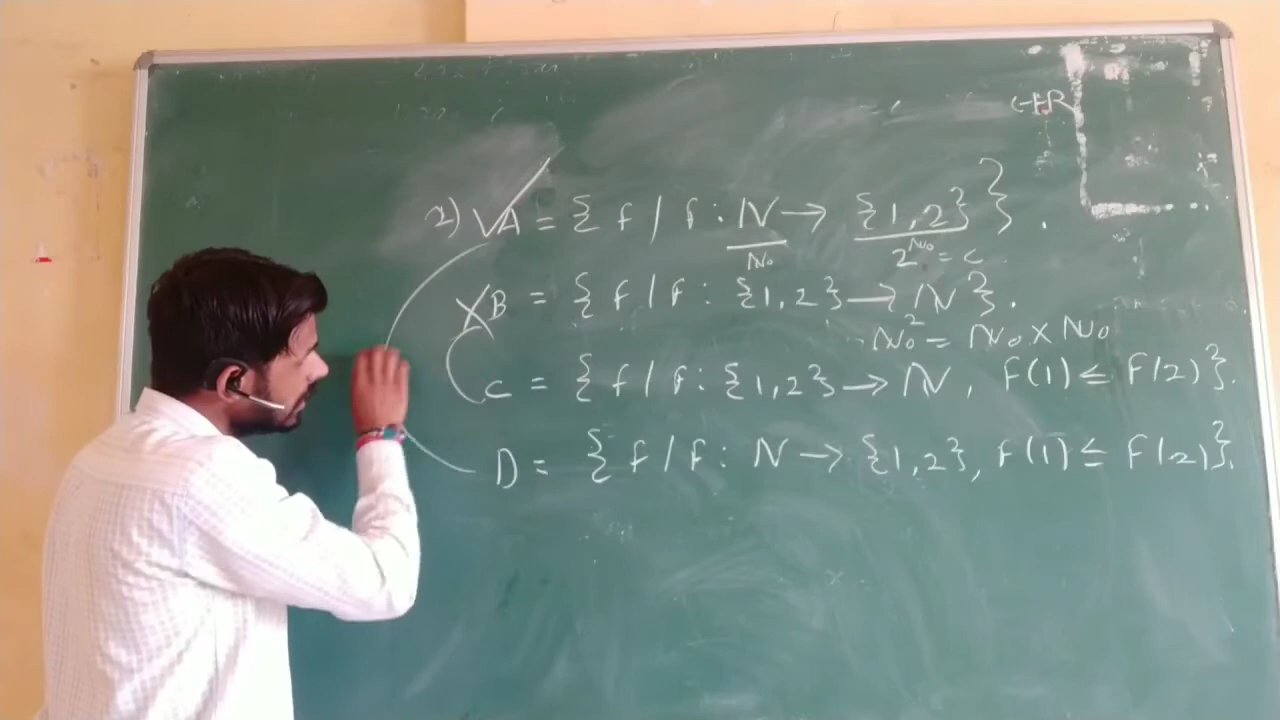 G+R
2) A = { f / f : N → {1,2} } .
N₀ 2^N₀ = c
B = { f / f : {1,2} → N } .
N₀² = N₀ × N₀
C = { f / f : {1,2} → N , F(1) ≤ F(2) } .
D = { f / f : N → {1,2} , F(1) ≤ F(2) } .